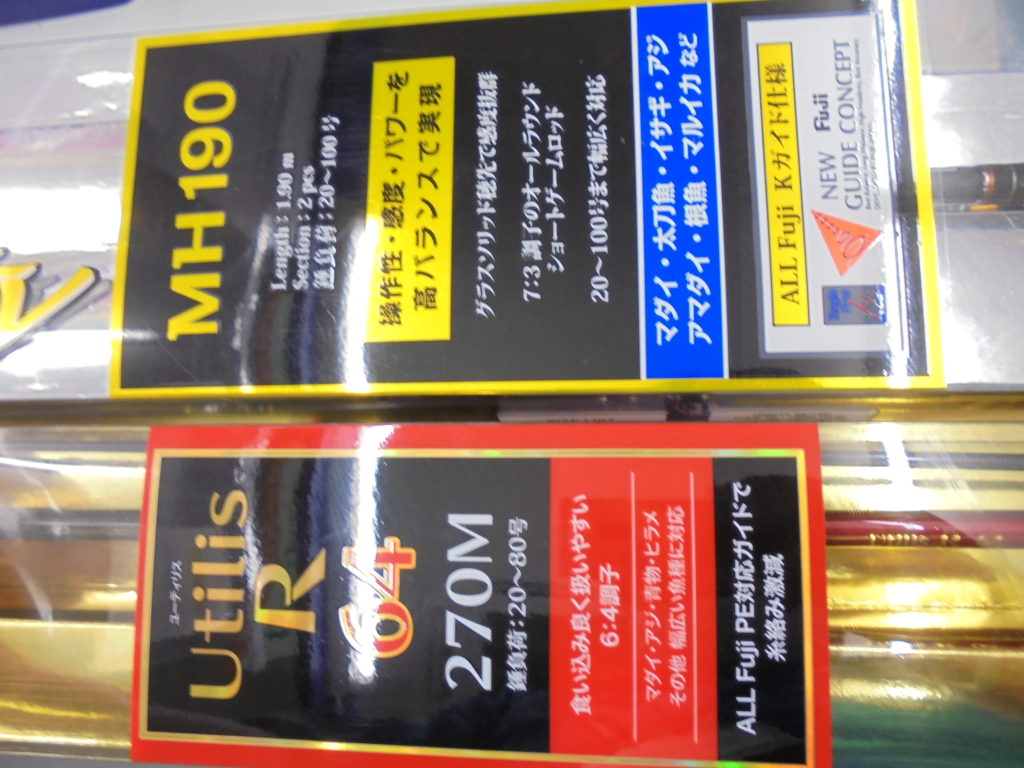 MH190
Length：1.90 m
Section：2 pcs
錘負荷：20~100号
操作性・感度・パワーを
高バランスで実現
グラスソリッド穂先で感度抜群
7:3 調子のオールラウンド
ショートゲームロッド
20~100号まで幅広く対応
マダイ・太刀魚・イサギ・アジ
アマダイ・根魚・マルイカ など
ALL Fuji Kガイド仕様
NEW Fuji
GUIDE CONCEPT
ユーティリス
Utilis
R
64
270M
錘負荷：20~80号
食い込み良く扱いやすい
6:4調子
マダイ・アジ・青物・ヒラメ
その他 幅広い魚種に対応
ALL Fuji PE対応ガイドで
糸絡み激減